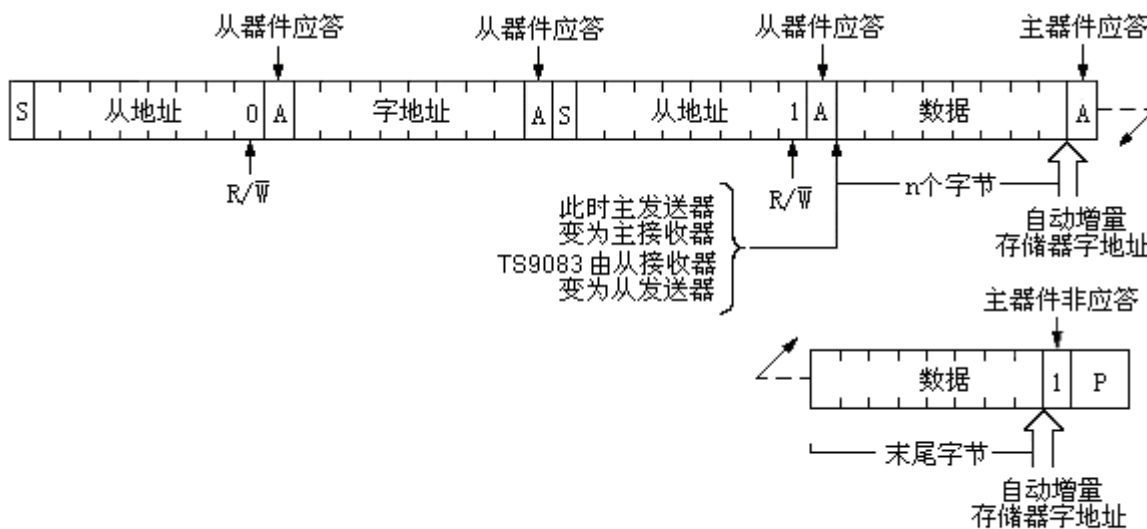 从器件应答 从器件应答 从器件应答 主器件应答
S 从地址 0 A 字地址 A S 从地址 1 A 数据 A
R/W̅ R/W̅ n个字节
此时主发送器
变为主接收器
TS9083 由从接收器
变为从发送器
自动增量
存储器字地址
主器件非应答
数据 1 P
末尾字节
自动增量
存储器字地址